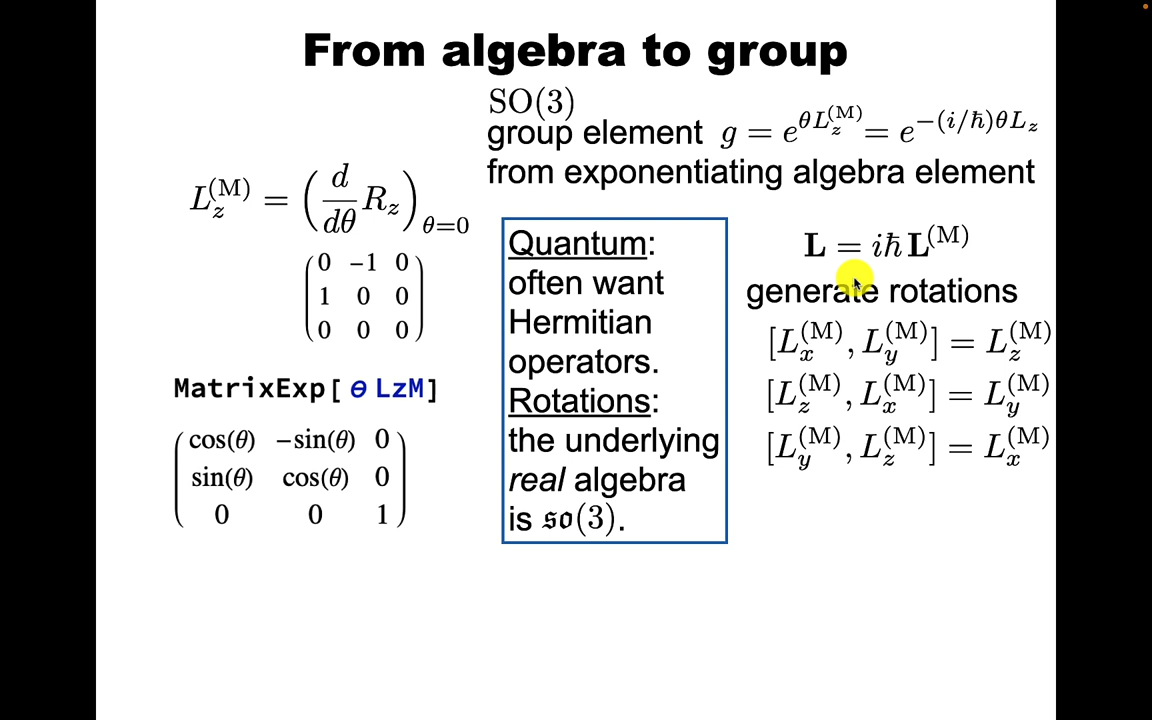 From algebra to group
SO(3)
group element g = e^{θL_z^{(M)}} = e^{-(i/ħ)θL_z}
from exponentiating algebra element
L_z^{(M)} = (d/dθ R_z)_{θ=0}
(0 −1 0
1 0 0
0 0 0)
MatrixExp[ θ LzM]
(cos(θ) −sin(θ) 0
sin(θ) cos(θ) 0
0 0 1)
Quantum:
often want
Hermitian
operators.
Rotations:
the underlying
real algebra
is 𝔰𝔬(3).
L = iħ L^{(M)}
generate rotations
[L_x^{(M)}, L_y^{(M)}] = L_z^{(M)}
[L_z^{(M)}, L_x^{(M)}] = L_y^{(M)}
[L_y^{(M)}, L_z^{(M)}] = L_x^{(M)}